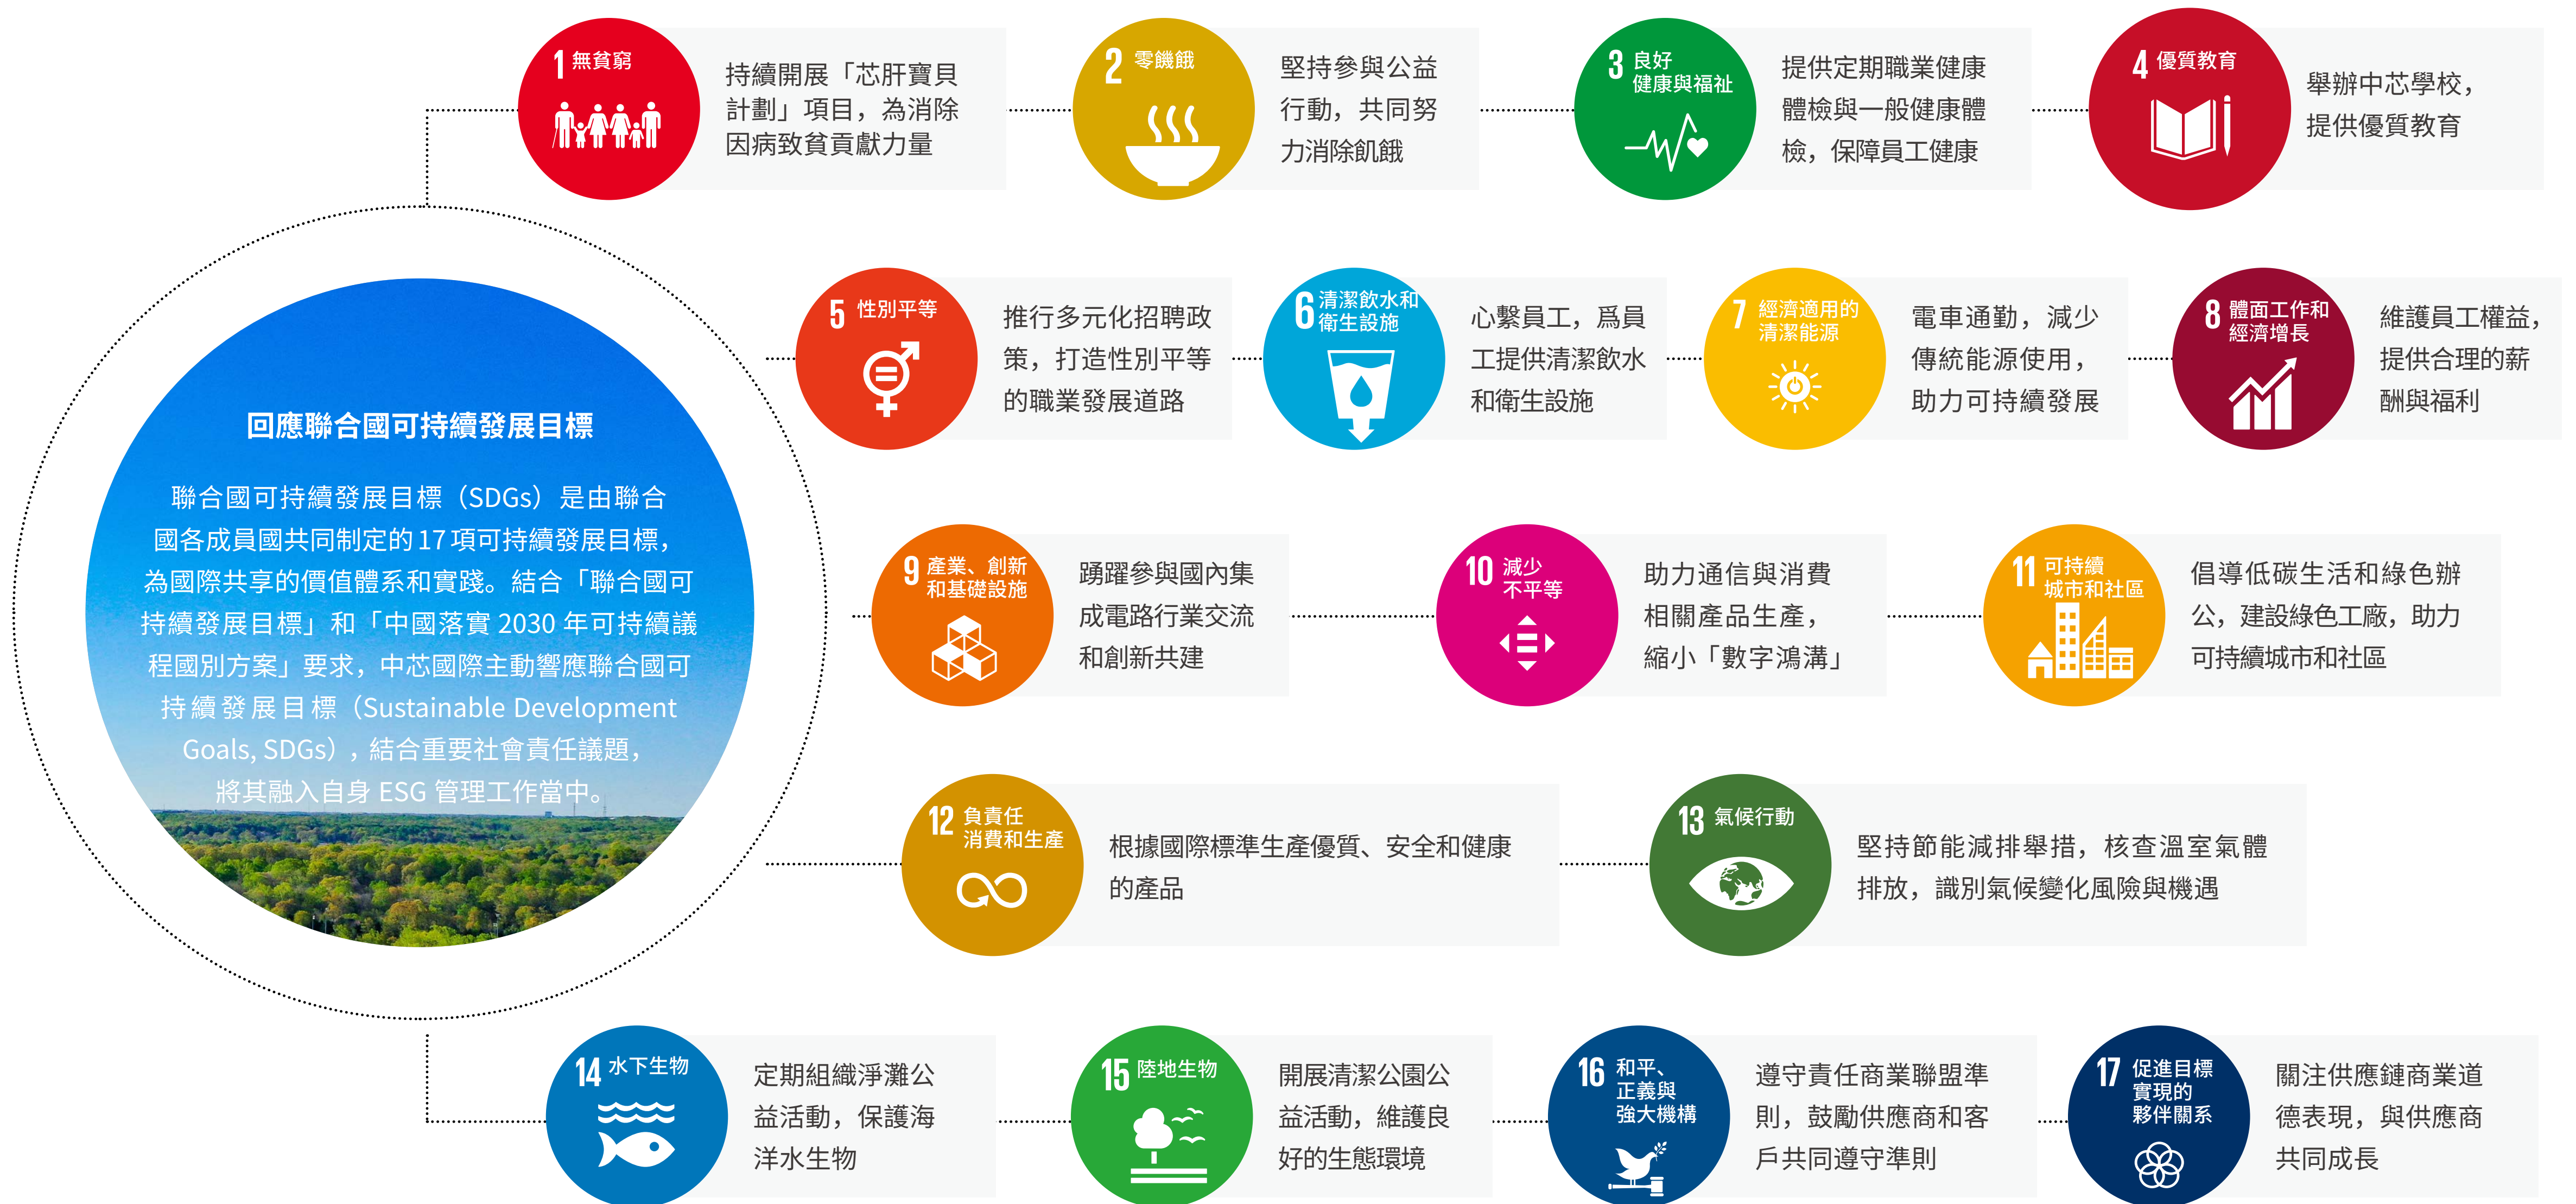 1 無貧窮
持續開展「芯肝寶貝
計劃」項目，為消除
因病致貧貢獻力量
2 零饑餓
堅持參與公益
行動，共同努
力消除飢餓
3 良好
健康與福祉
提供定期職業健康
體檢與一般健康體
檢，保障員工健康
4 優質教育
舉辦中芯學校，
提供優質教育
回應聯合國可持續發展目標
聯合國可持續發展目標（SDGs）是由聯合
國各成員國共同制定的 17 項可持續發展目標，
為國際共享的價值體系和實踐。結合「聯合國可
持續發展目標」和「中國落實 2030 年可持續議
程國別方案」要求，中芯國際主動響應聯合國可
持續發展目標（Sustainable Development
Goals, SDGs），結合重要社會責任議題，
將其融入自身 ESG 管理工作當中。
5 性別平等
推行多元化招聘政
策，打造性別平等
的職業發展道路
6 清潔飲水和
衛生設施
心繫員工，爲員
工提供清潔飲水
和衛生設施
7 經濟適用的
清潔能源
電車通勤，減少
傳統能源使用，
助力可持續發展
8 體面工作和
經濟增長
維護員工權益，
提供合理的薪
酬與福利
9 產業、創新
和基礎設施
踴躍參與國內集
成電路行業交流
和創新共建
10 減少
不平等
助力通信與消費
相關產品生產，
縮小「數字鴻溝」
11 可持續
城市和社區
倡導低碳生活和綠色辦
公，建設綠色工廠，助力
可持續城市和社區
12 負責任
消費和生產
根據國際標準生產優質、安全和健康
的產品
13 氣候行動
堅持節能減排舉措，核查溫室氣體
排放，識別氣候變化風險與機遇
14 水下生物
定期組織淨灘公
益活動，保護海
洋水生物
15 陸地生物
開展清潔公園公
益活動，維護良
好的生態環境
16 和平、
正義與
強大機構
遵守責任商業聯盟準
則，鼓勵供應商和客
戶共同遵守準則
17 促進目標
實現的
夥伴關系
關注供應鏈商業道
德表現，與供應商
共同成長